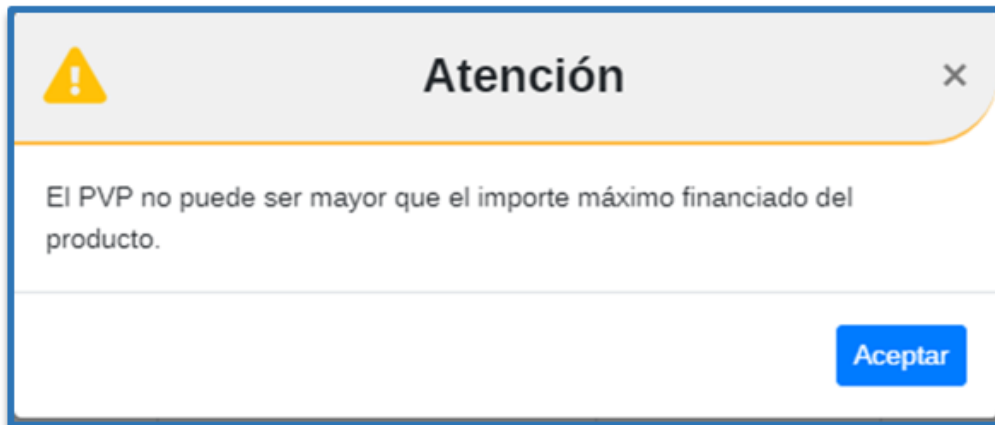 Atención
El PVP no puede ser mayor que el importe máximo financiado del
producto.
Aceptar